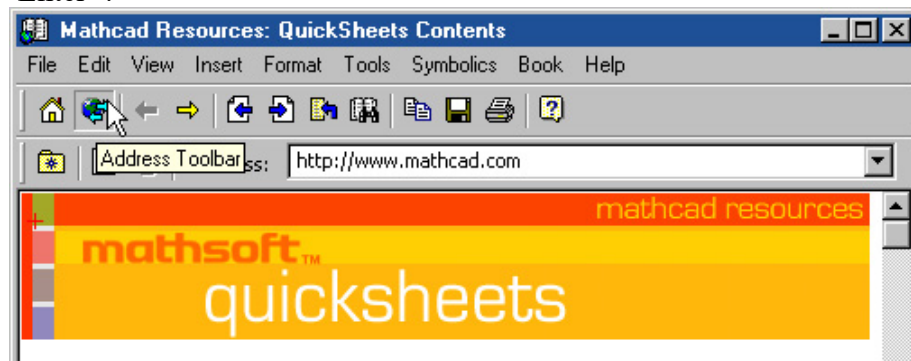 Mathcad Resources: QuickSheets Contents
File Edit View Insert Format Tools Symbolics Book Help
Address Toolbar ss: http://www.mathcad.com
mathcad resources
mathsoft™
quicksheets